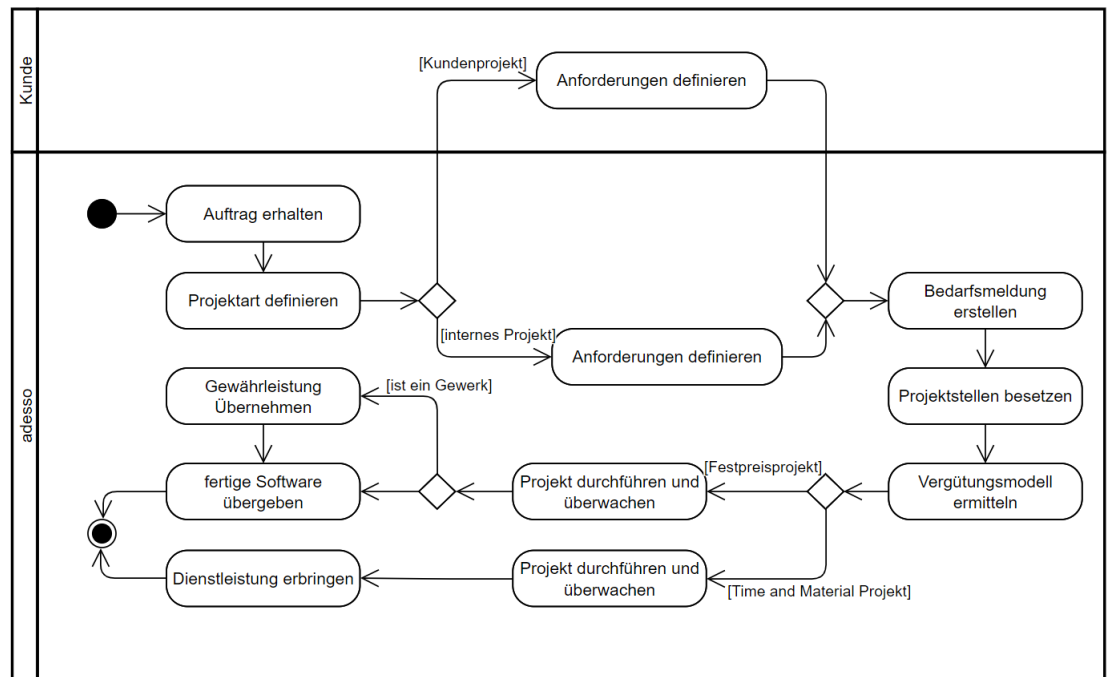 Kunde
[Kundenprojekt]
Anforderungen definieren
adesso
Auftrag erhalten
Projektart definieren
[internes Projekt]
Anforderungen definieren
Bedarfsmeldung
erstellen
Projektstellen besetzen
Vergütungsmodell
ermitteln
[Festpreisprojekt]
Projekt durchführen und
überwachen
[ist ein Gewerk]
Gewährleistung
Übernehmen
fertige Software
übergeben
[Time and Material Projekt]
Projekt durchführen und
überwachen
Dienstleistung erbringen